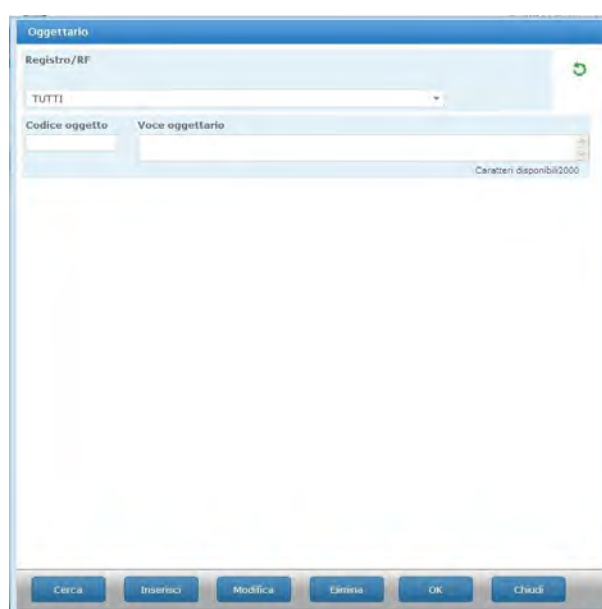 Oggettario
Registro/RF
TUTTI
Codice oggetto Voce oggettario
Caratteri disponibili2000
Cerca Inserisci Modifica Elimina OK Chiudi